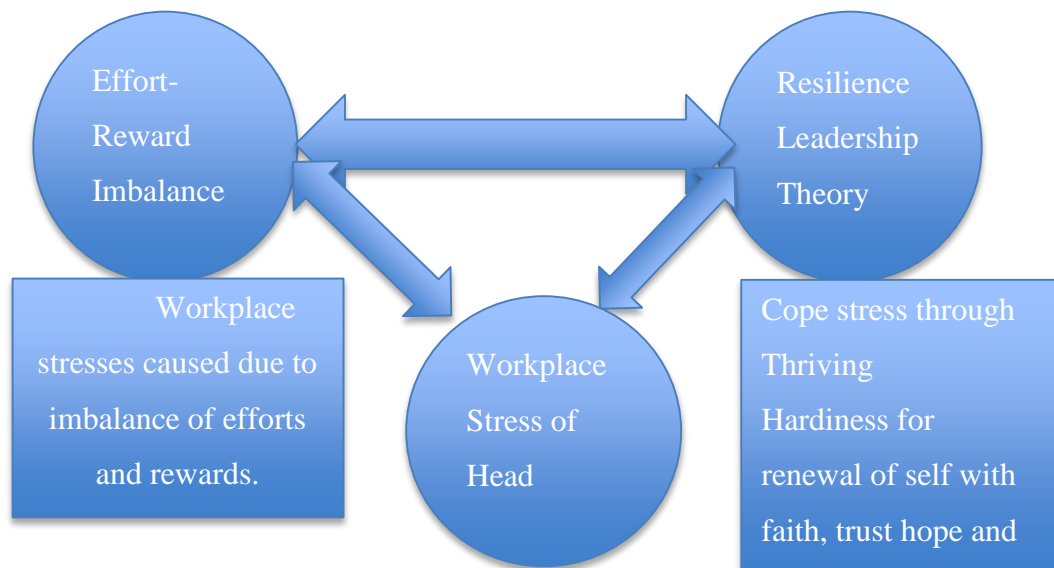 Effort-
Reward
Imbalance
Resilience
Leadership
Theory
Workplace
stresses caused due to
imbalance of efforts
and rewards.
Workplace
Stress of
Head
Cope stress through
Thriving
Hardiness for
renewal of self with
faith, trust hope and